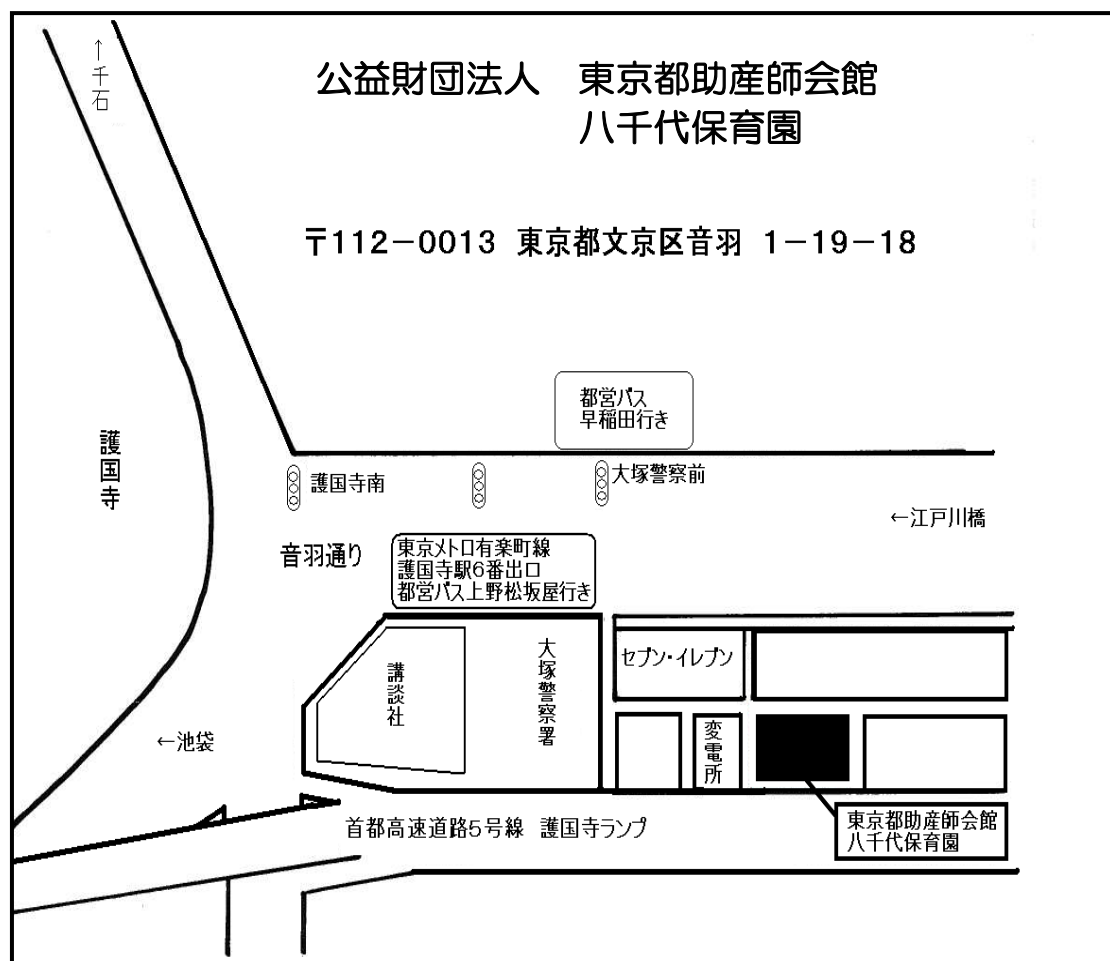 ↑千石
公益財団法人　東京都助産師会館
八千代保育園
〒112-0013 東京都文京区音羽 1-19-18
都営バス
早稲田行き
護国寺
護国寺南
大塚警察前
←江戸川橋
音羽通り
東京メトロ有楽町線
護国寺駅6番出口
都営バス上野松坂屋行き
講談社
大塚警察署
セブン・イレブン
変電所
←池袋
首都高速道路5号線 護国寺ランプ
東京都助産師会館
八千代保育園